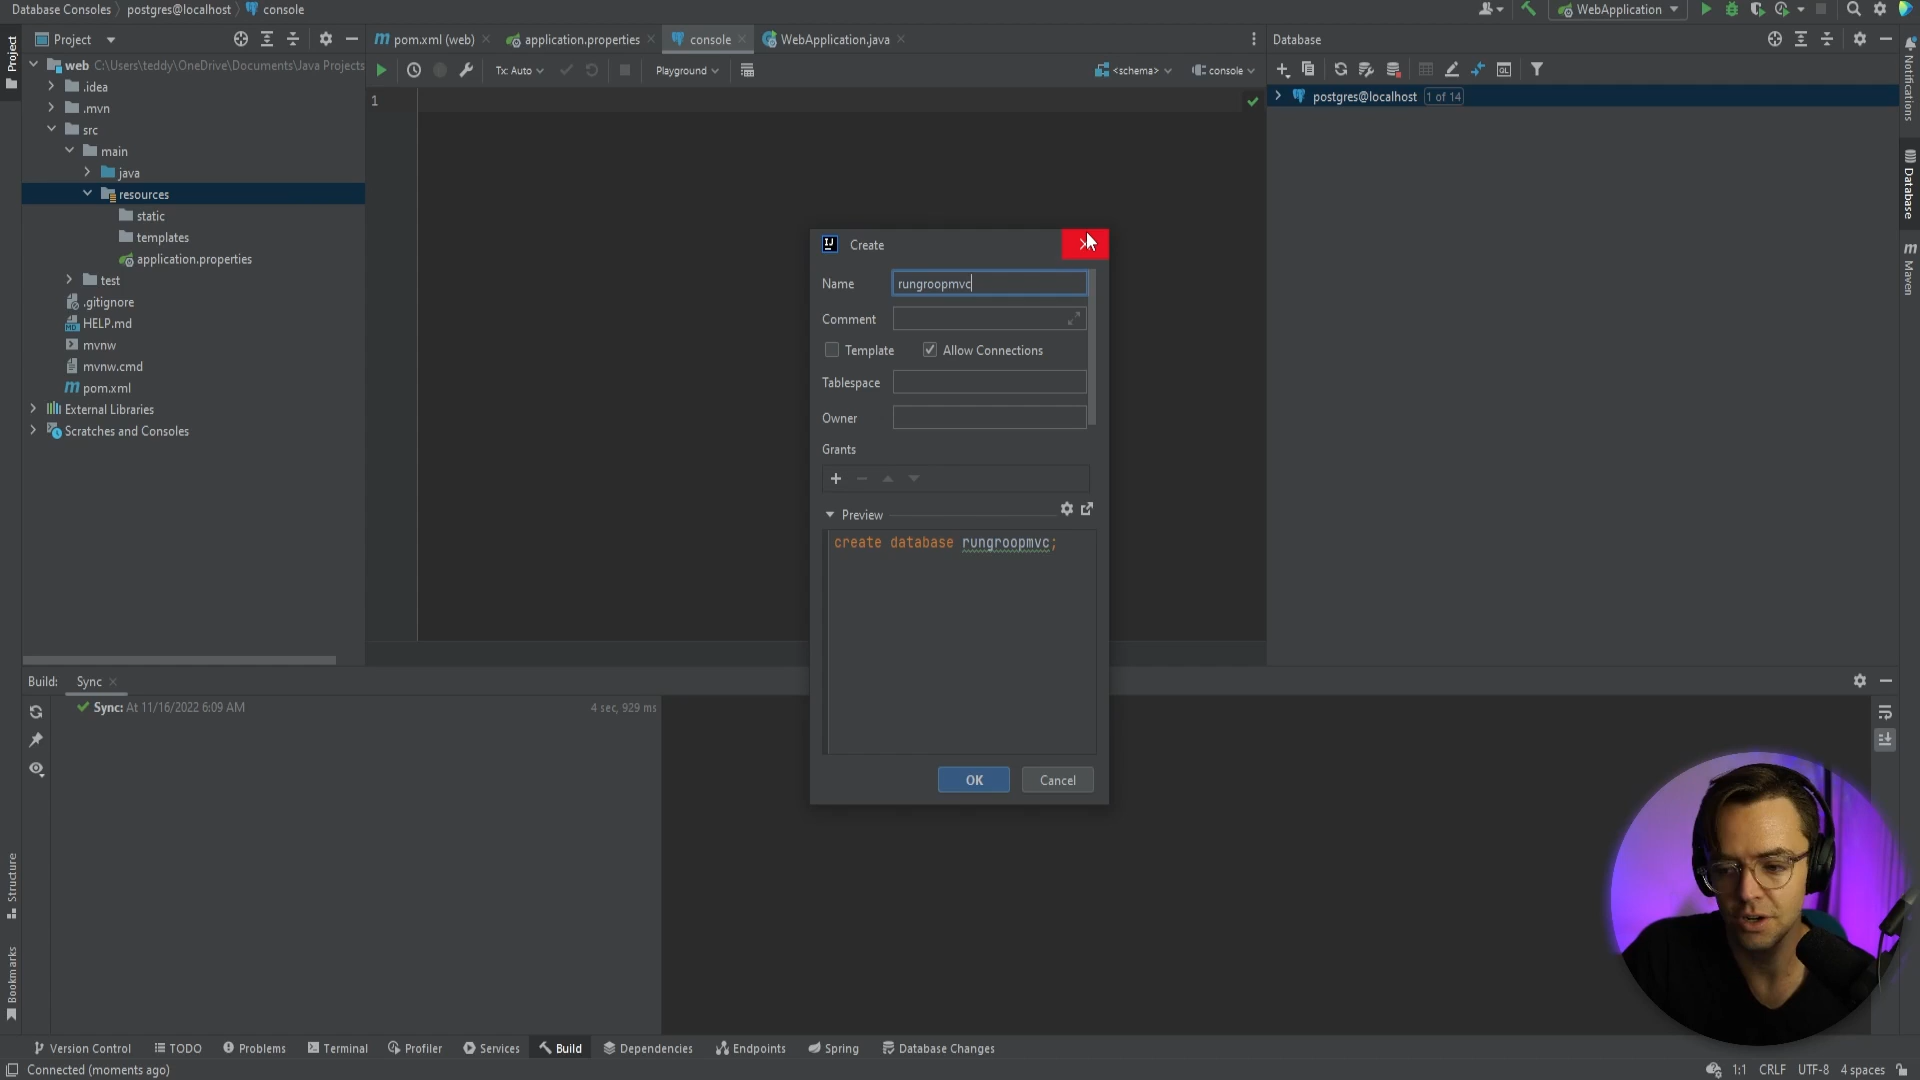 Database Consoles
postgres@localhost
console
WebApplication
Project
Project
pom.xml (web)
application.properties
console
WebApplication.java
Database
Tx: Auto
Playground
<schema>
console
web C:\Users\teddy\OneDrive\Documents\Java Projects
.idea
.mvn
src
main
java
resources
static
templates
application.properties
test
.gitignore
HELP.md
mvnw
mvnw.cmd
pom.xml
External Libraries
Scratches and Consoles
1
postgres@localhost 1 of 14
Notifications
Database
Maven
Create
Name rungroopmvc
Comment
Template Allow Connections
Tablespace
Owner
Grants
Preview
create database rungroopmvc;
OK Cancel
Build: Sync
Sync: At 11/16/2022 6:09 AM 4 sec, 929 ms
Structure
Bookmarks
Version Control TODO Problems Terminal Profiler Services Build Dependencies Endpoints Spring Database Changes
Connected (moments ago) 1:1 CRLF UTF-8 4 spaces